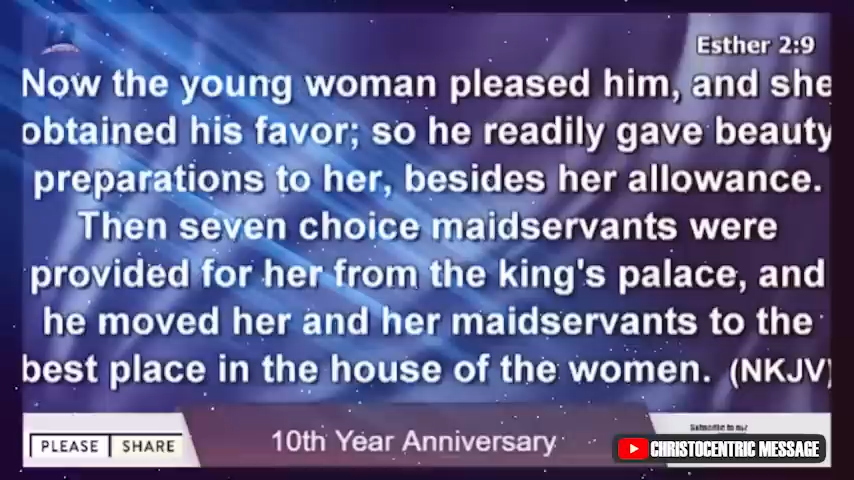 Esther 2:9
Now the young woman pleased him, and she
obtained his favor; so he readily gave beauty
preparations to her, besides her allowance.
Then seven choice maidservants were
provided for her from the king's palace, and
he moved her and her maidservants to the
best place in the house of the women. (NKJV)
PLEASE SHARE
10th Year Anniversary
Subscribe to my
CHRISTOCENTRIC MESSAGE